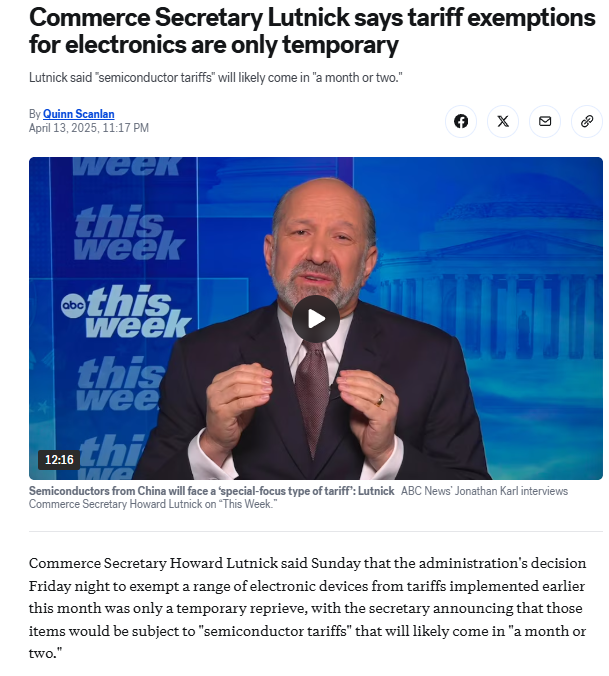 Commerce Secretary Lutnick says tariff exemptions
for electronics are only temporary
Lutnick said "semiconductor tariffs" will likely come in "a month or two."
By Quinn Scanlan
April 13, 2025, 11:17 PM
week
this
week
abc this
week
this
wee
thi
we
12:16
Semiconductors from China will face a 'special-focus type of tariff': Lutnick ABC News' Jonathan Karl interviews
Commerce Secretary Howard Lutnick on "This Week."
Commerce Secretary Howard Lutnick said Sunday that the administration's decision
Friday night to exempt a range of electronic devices from tariffs implemented earlier
this month was only a temporary reprieve, with the secretary announcing that those
items would be subject to "semiconductor tariffs" that will likely come in "a month or
two."